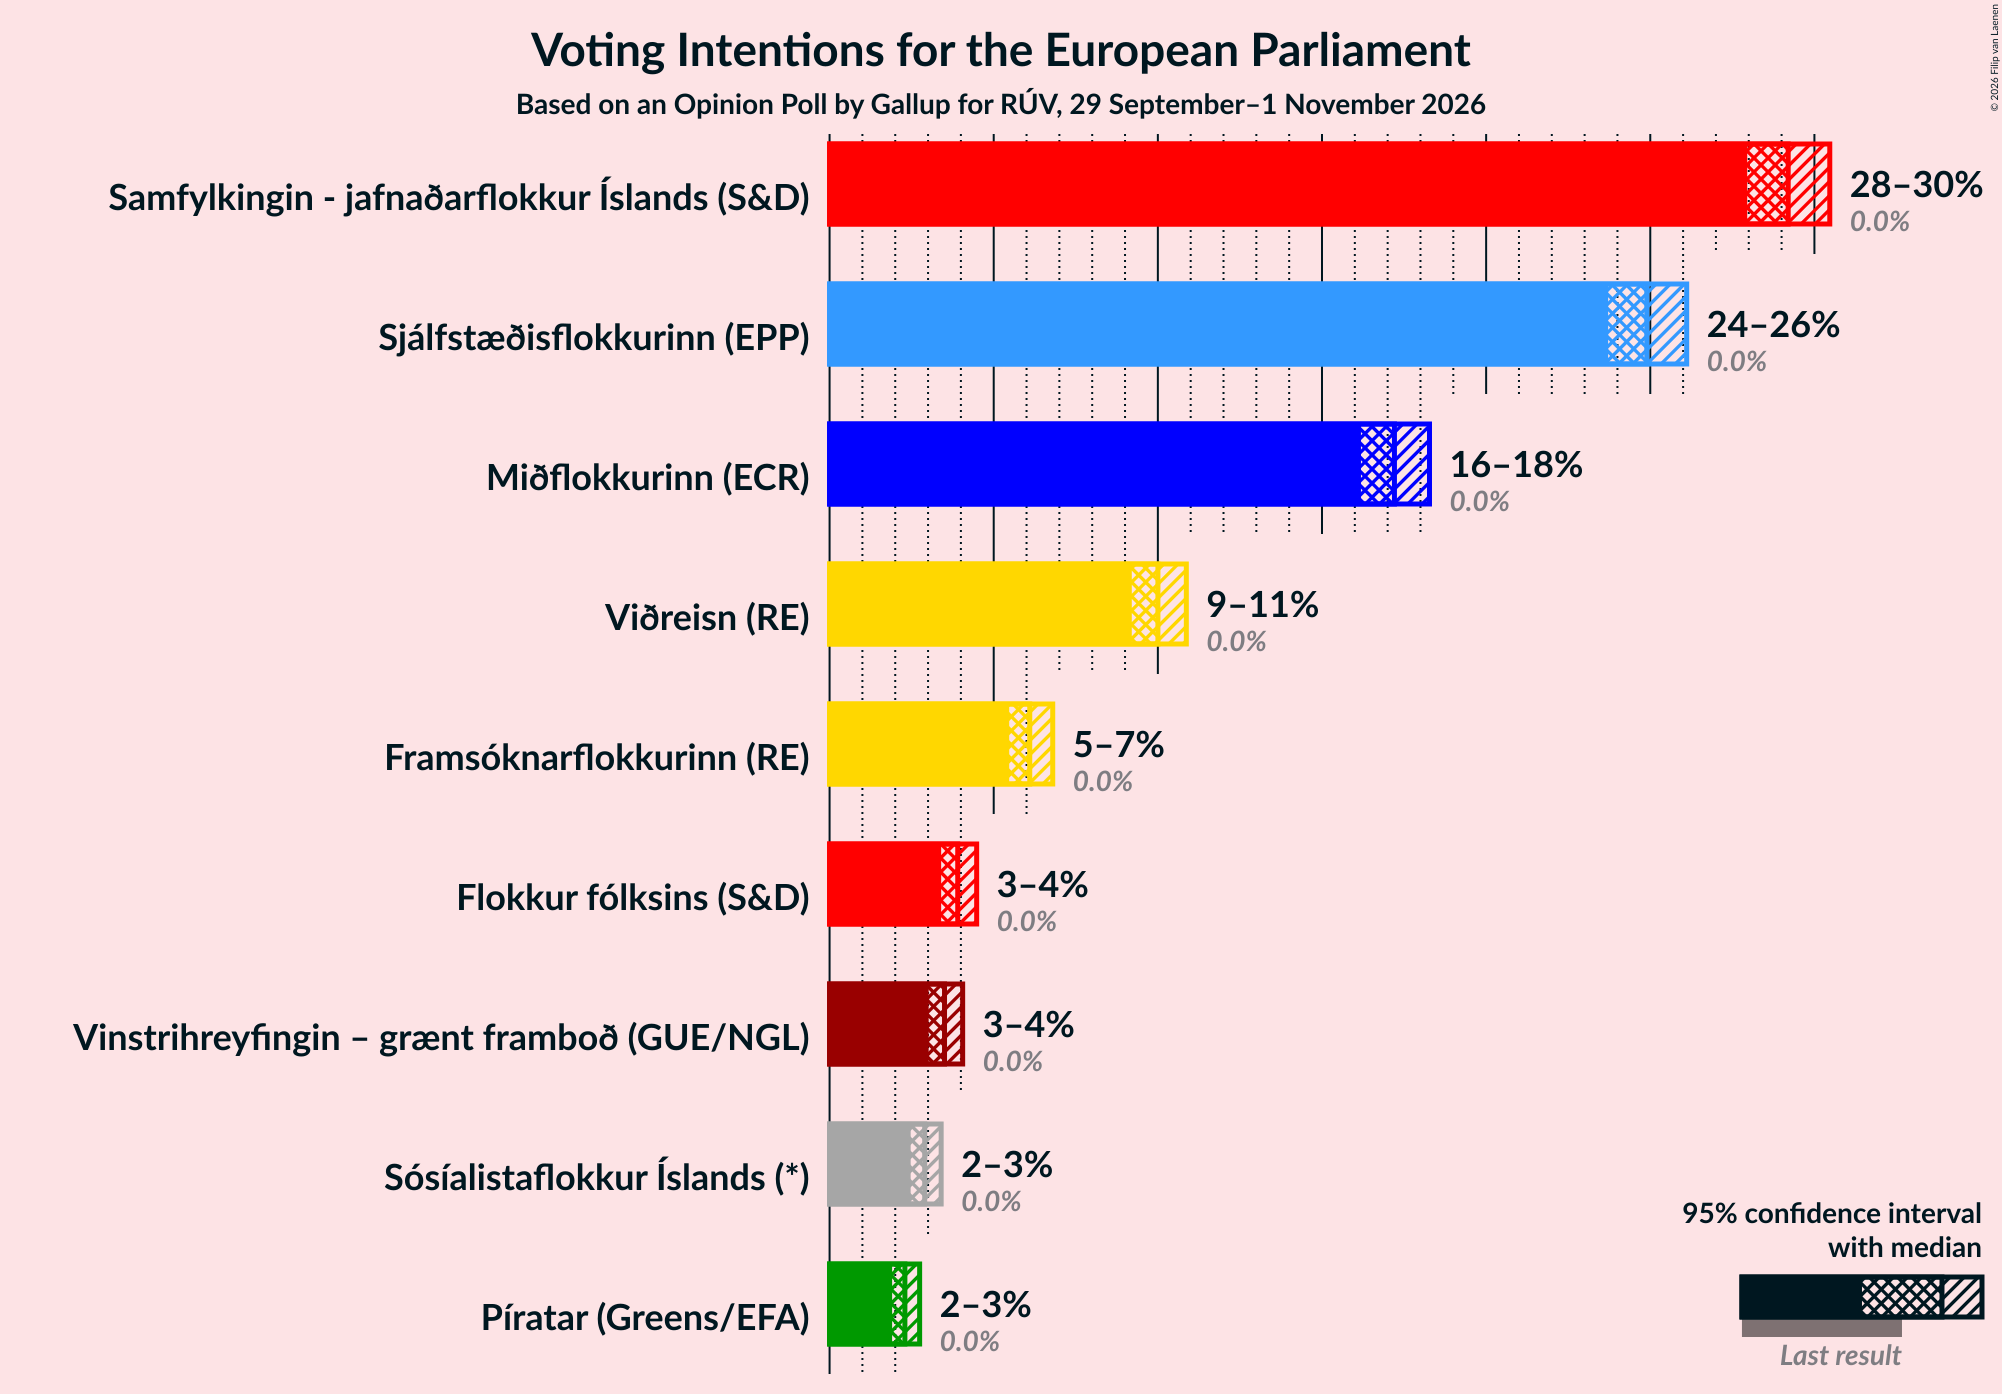 © 2026 Filip van Laenen
Voting Intentions for the European Parliament
Based on an Opinion Poll by Gallup for RÚV, 29 September–1 November 2026
Samfylkingin - jafnaðarflokkur Íslands (S&D)
28–30%
0.0%
Sjálfstæðisflokkurinn (EPP)
24–26%
0.0%
Miðflokkurinn (ECR)
16–18%
0.0%
Viðreisn (RE)
9–11%
0.0%
Framsóknarflokkurinn (RE)
5–7%
0.0%
Flokkur fólksins (S&D)
3–4%
0.0%
Vinstrihreyfingin – grænt framboð (GUE/NGL)
3–4%
0.0%
Sósíalistaflokkur Íslands (*)
2–3%
0.0%
Píratar (Greens/EFA)
2–3%
0.0%
95% confidence interval
with median
Last result